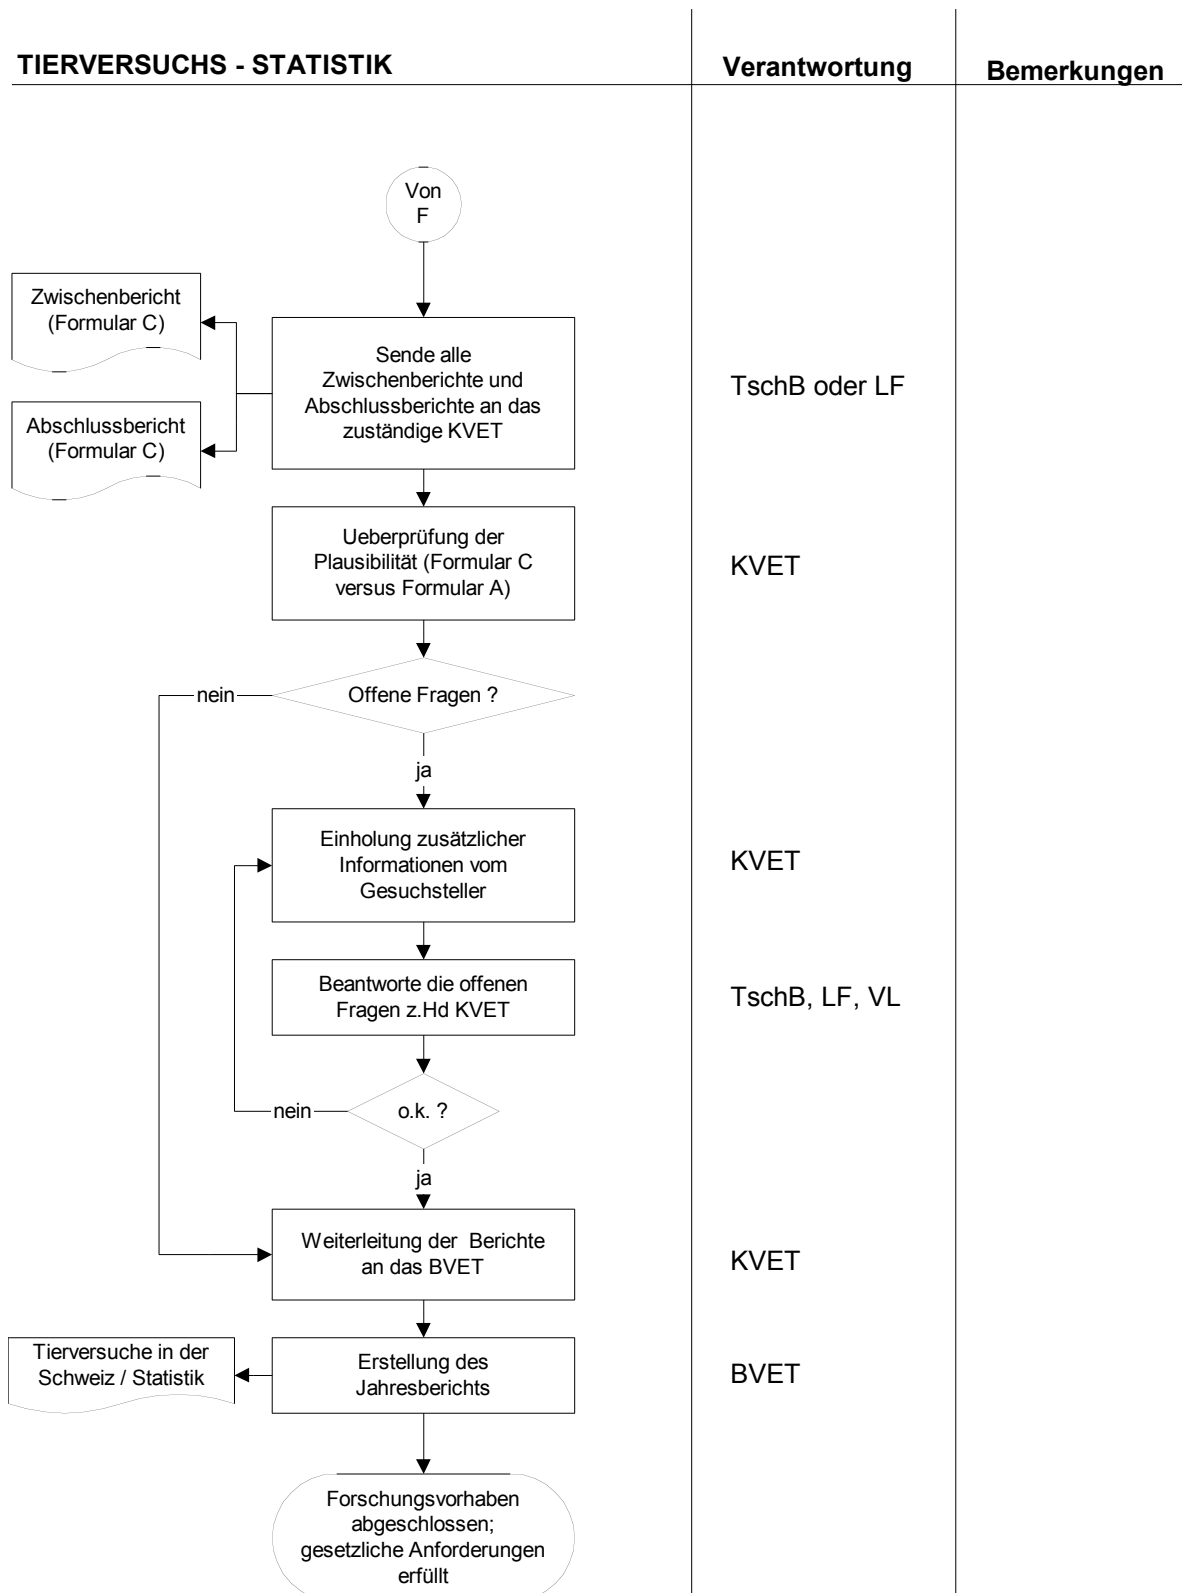 TIERVERSUCHS - STATISTIK
Verantwortung
Bemerkungen
Von
F
Zwischenbericht
(Formular C)
Abschlussbericht
(Formular C)
Sende alle
Zwischenberichte und
Abschlussberichte an das
zuständige KVET
TschB oder LF
Ueberprüfung der
Plausibilität (Formular C
versus Formular A)
KVET
nein
Offene Fragen ?
ja
Einholung zusätzlicher
Informationen vom
Gesuchsteller
KVET
Beantworte die offenen
Fragen z.Hd KVET
TschB, LF, VL
nein
o.k. ?
ja
Weiterleitung der Berichte
an das BVET
KVET
Tierversuche in der
Schweiz / Statistik
Erstellung des
Jahresberichts
BVET
Forschungsvorhaben
abgeschlossen;
gesetzliche Anforderungen
erfüllt